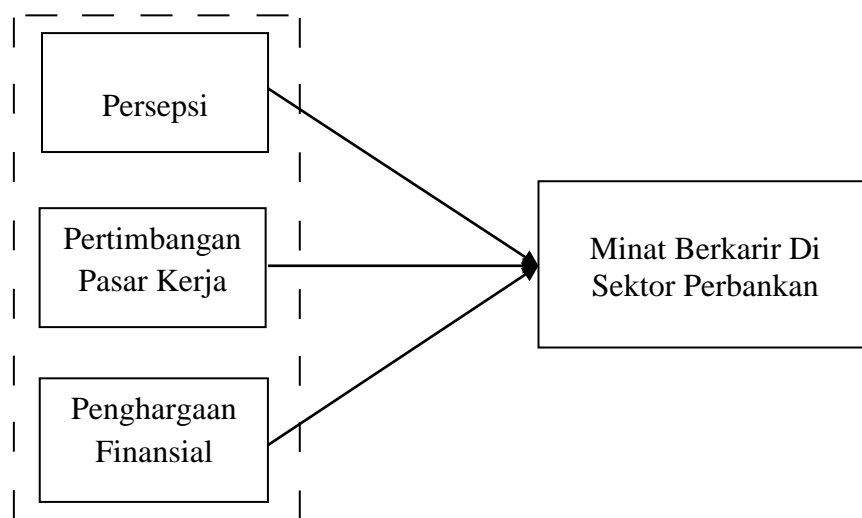 Persepsi
Pertimbangan
Pasar Kerja
Penghargaan
Finansial
Minat Berkarir Di
Sektor Perbankan